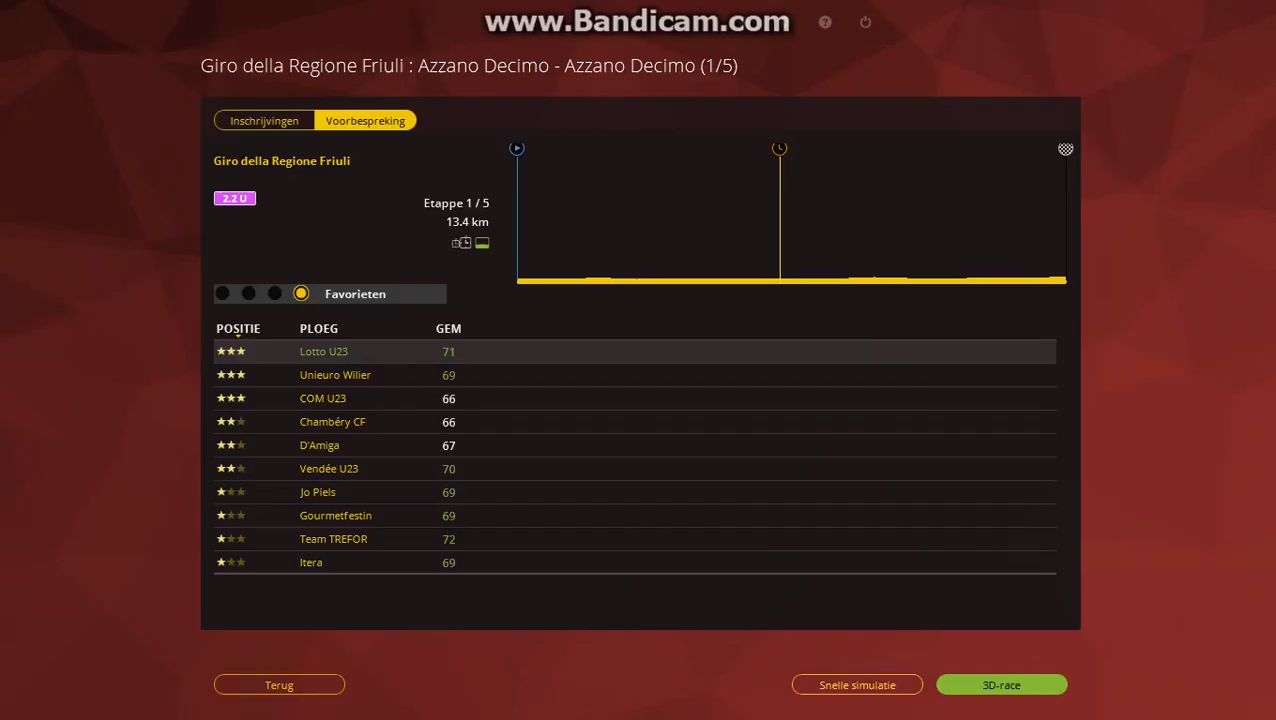 www.Bandicam.com
Giro della Regione Friuli : Azzano Decimo - Azzano Decimo (1/5)
Inschrijvingen
Voorbespreking
Giro della Regione Friuli
2.2 U
Etappe 1 / 5
13.4 km
Favorieten
POSITIE PLOEG GEM
Lotto U23 71
Unieuro Wilier 69
COM U23 66
Chambéry CF 66
D'Amiga 67
Vendée U23 70
Jo Piels 69
Gourmetfestin 69
Team TREFOR 72
Itera 69
Terug
Snelle simulatie
3D-race